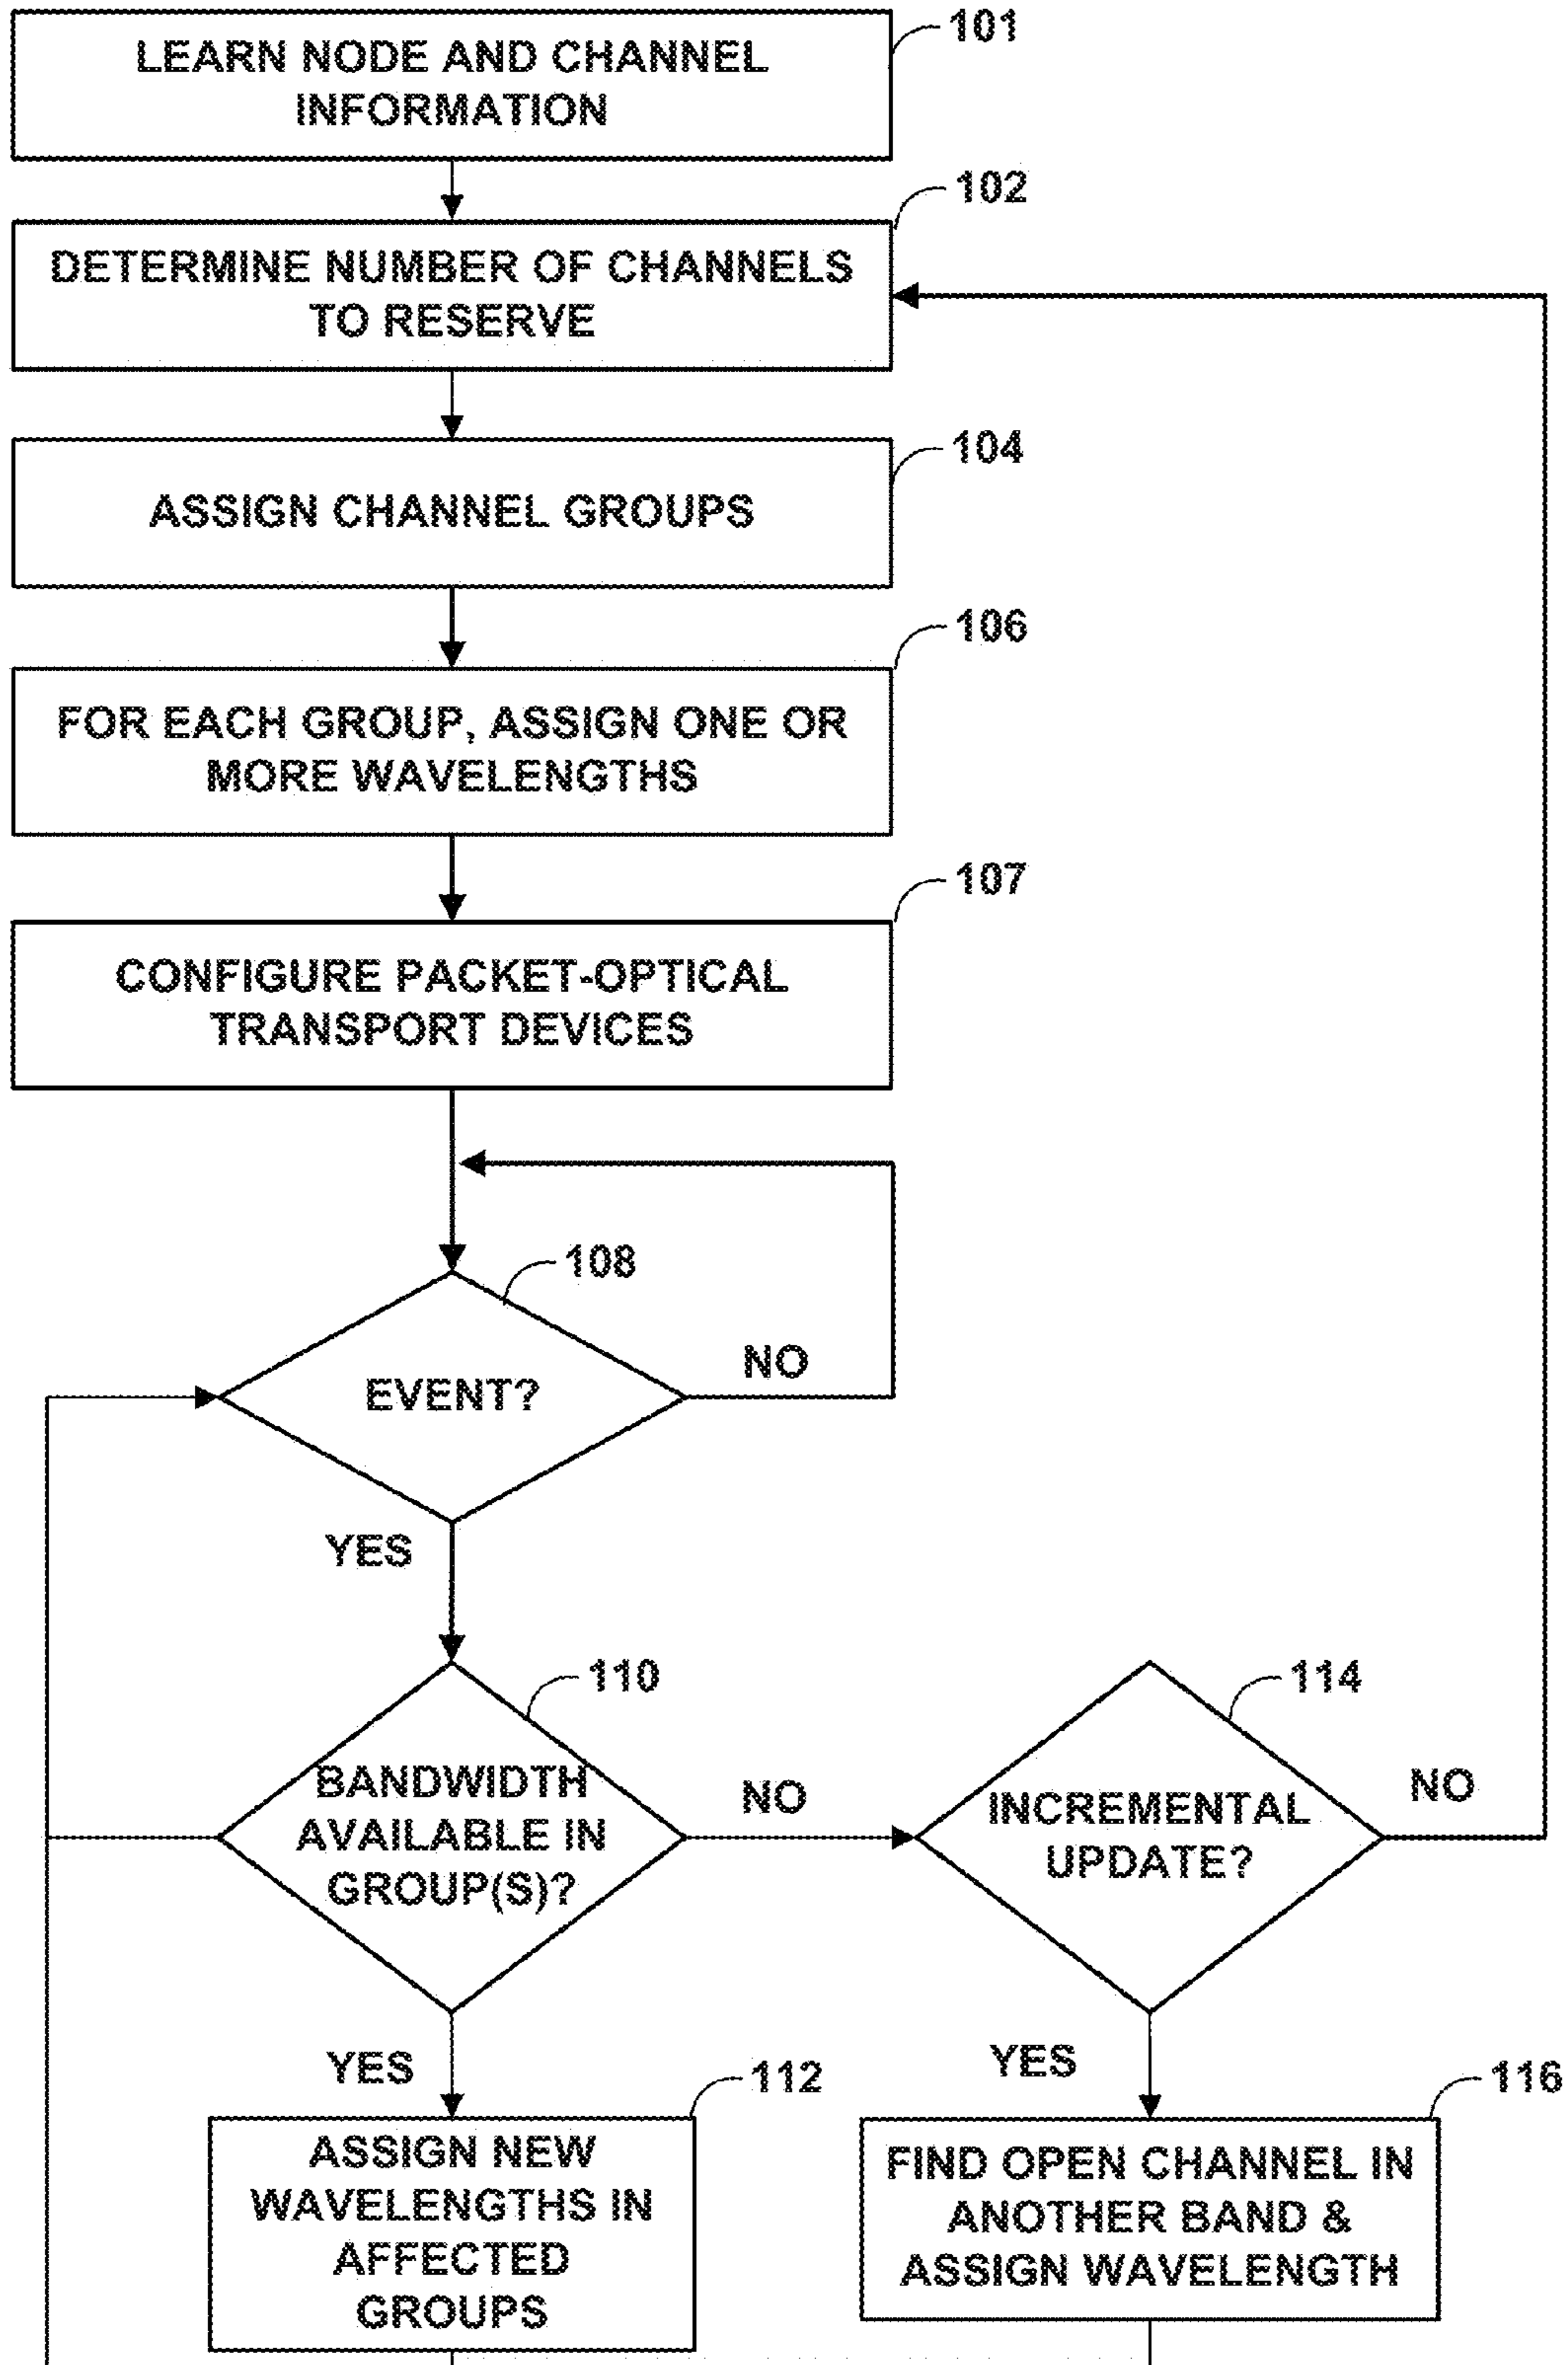 101
LEARN NODE AND CHANNEL
INFORMATION
102
DETERMINE NUMBER OF CHANNELS
TO RESERVE
104
ASSIGN CHANNEL GROUPS
106
FOR EACH GROUP, ASSIGN ONE OR
MORE WAVELENGTHS
107
CONFIGURE PACKET-OPTICAL
TRANSPORT DEVICES
108
EVENT?
NO
YES
110
BANDWIDTH
AVAILABLE IN
GROUP(S)?
NO
114
INCREMENTAL
UPDATE?
NO
YES
112
ASSIGN NEW
WAVELENGTHS IN
AFFECTED
GROUPS
YES
116
FIND OPEN CHANNEL IN
ANOTHER BAND &
ASSIGN WAVELENGTH